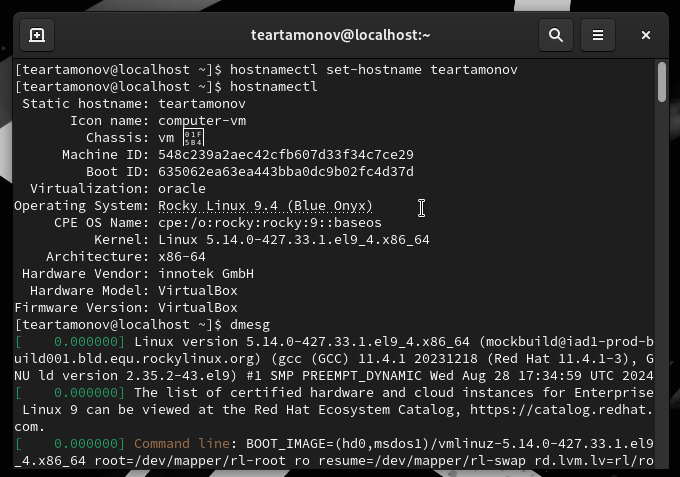 teartamonov@localhost:~
[teartamonov@localhost ~]$ hostnamectl set-hostname teartamonov
[teartamonov@localhost ~]$ hostnamectl
Static hostname: teartamonov
Icon name: computer-vm
Chassis: vm
Machine ID: 548c239a2aec42cfb607d33f34c7ce29
Boot ID: 635062ea63ea443bba0dc9b02fc4d37d
Virtualization: oracle
Operating System: Rocky Linux 9.4 (Blue Onyx)
CPE OS Name: cpe:/o:rocky:rocky:9::baseos
Kernel: Linux 5.14.0-427.33.1.el9_4.x86_64
Architecture: x86-64
Hardware Vendor: innotek GmbH
Hardware Model: VirtualBox
Firmware Version: VirtualBox
[teartamonov@localhost ~]$ dmesg
[    0.000000] Linux version 5.14.0-427.33.1.el9_4.x86_64 (mockbuild@iad1-prod-b
uild001.bld.equ.rockylinux.org) (gcc (GCC) 11.4.1 20231218 (Red Hat 11.4.1-3), G
NU ld version 2.35.2-43.el9) #1 SMP PREEMPT_DYNAMIC Wed Aug 28 17:34:59 UTC 2024
[    0.000000] The list of certified hardware and cloud instances for Enterprise
Linux 9 can be viewed at the Red Hat Ecosystem Catalog, https://catalog.redhat.
com.
[    0.000000] Command line: BOOT_IMAGE=(hd0,msdos1)/vmlinuz-5.14.0-427.33.1.el9
_4.x86_64 root=/dev/mapper/rl-root ro resume=/dev/mapper/rl-swap rd.lvm.lv=rl/ro